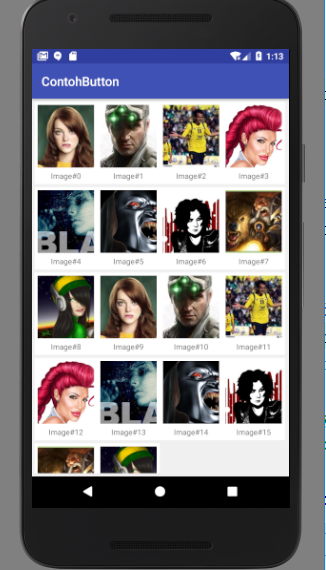 1:13
ContohButton
Image#0 Image#1 Image#2 Image#3
BLA
Image#4 Image#5 Image#6 Image#7
Image#8 Image#9 Image#10 Image#11
BLA
Image#12 Image#13 Image#14 Image#15